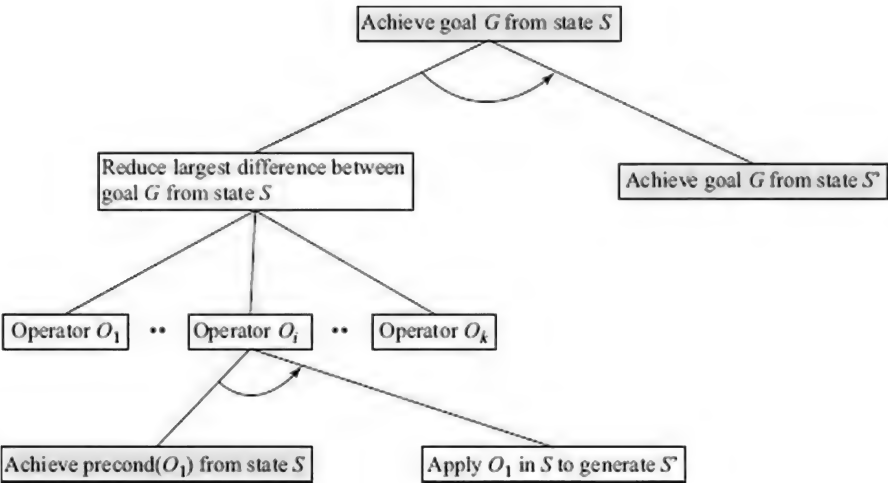 Achieve goal G from state S
Reduce largest difference between
goal G from state S
Achieve goal G from state S'
Operator O1 •• Operator Oi •• Operator Ok
Achieve precond(O1) from state S
Apply O1 in S to generate S'